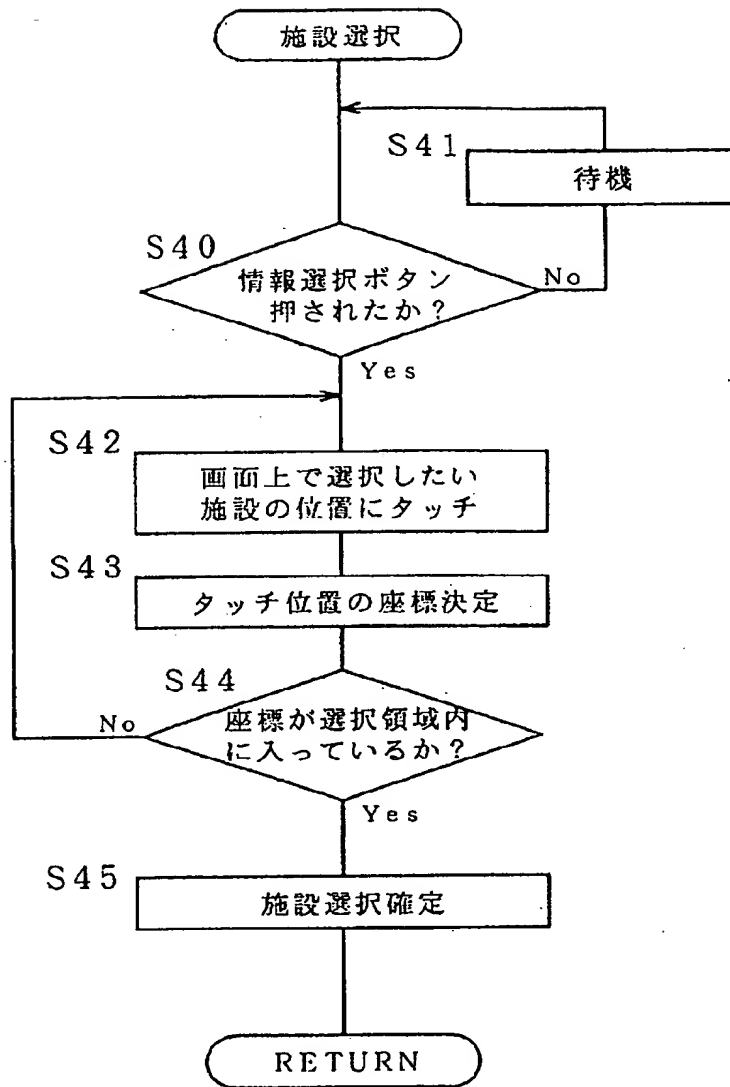 施設選択
S41
待機
S40
情報選択ボタン
押されたか？
No
Yes
S42
画面上で選択したい
施設の位置にタッチ
S43
タッチ位置の座標決定
S44
座標が選択領域内
に入っているか？
No
Yes
S45
施設選択確定
RETURN